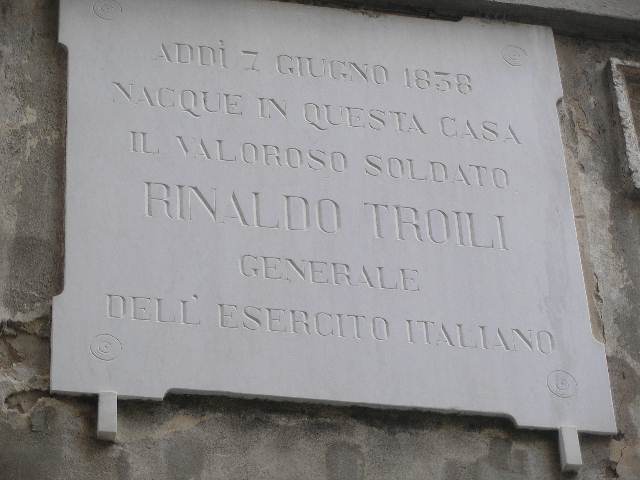 ADDÌ 7 GIUGNO 1838
NACQUE IN QUESTA CASA
IL VALOROSO SOLDATO
RINALDO TROILI
GENERALE
DELL'ESERCITO ITALIANO